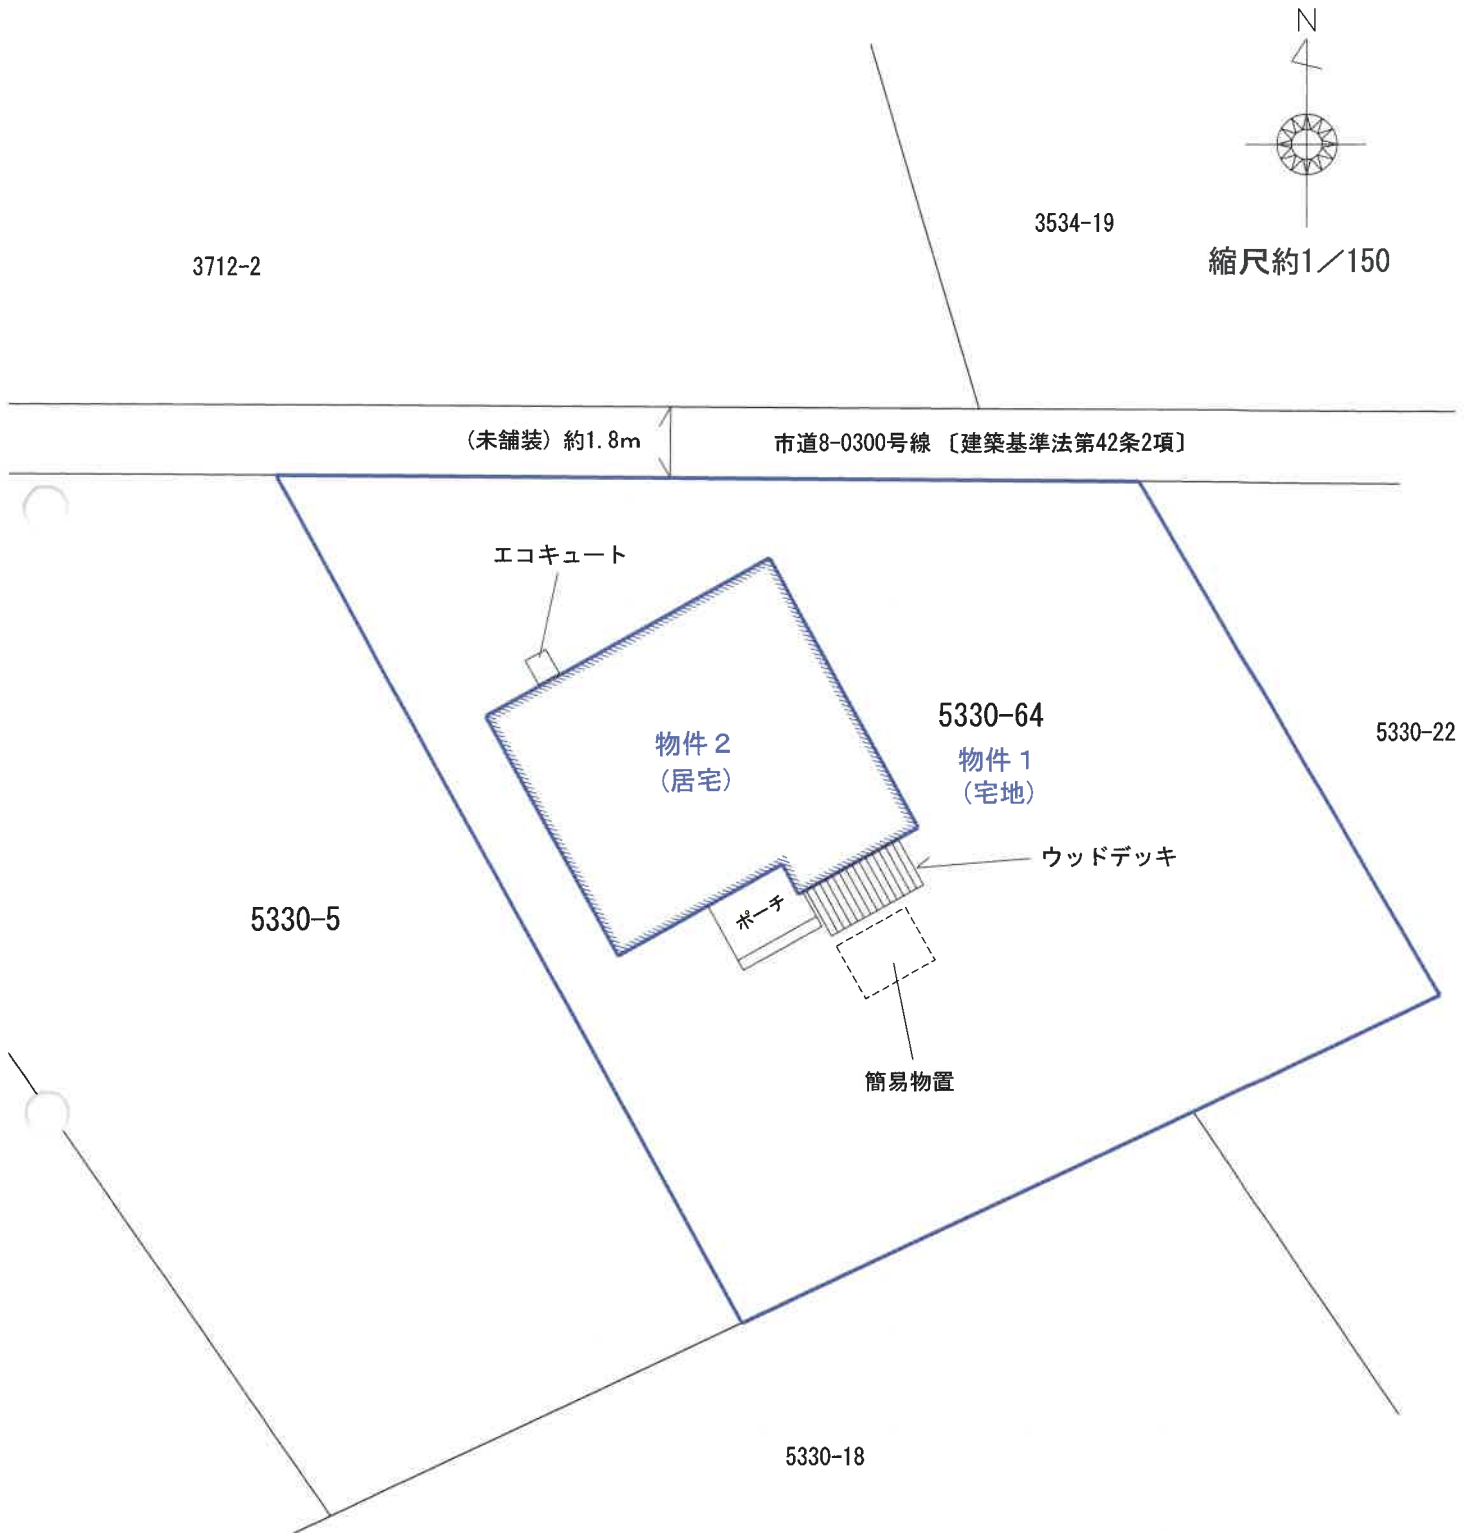 N
縮尺約1／150
3534-19
3712-2
(未舗装) 約1.8m
市道8-0300号線 〔建築基準法第42条2項〕
エコキュート
5330-64
物件1
(宅地)
物件2
(居宅)
5330-22
ウッドデッキ
ポーチ
5330-5
簡易物置
5330-18